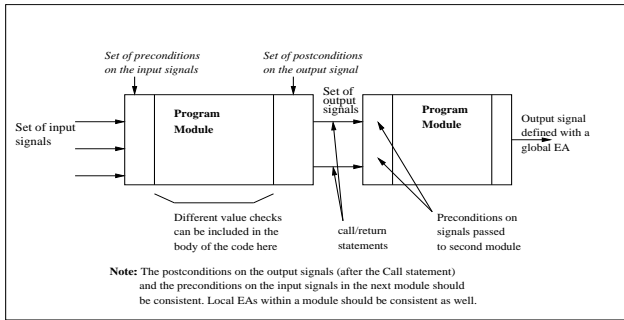 Set of preconditions
on the input signals
Set of postconditions
on the output signal
Set of
output
signals
Program
Module
Program
Module
Set of input
signals
Output signal
defined with a
global EA
Different value checks
can be included in the
body of the code here
call/return
statements
Preconditions on
signals passed
to second module
Note: The postconditions on the output signals (after the Call statement)
and the preconditions on the input signals in the next module should
be consistent. Local EAs within a module should be consistent as well.